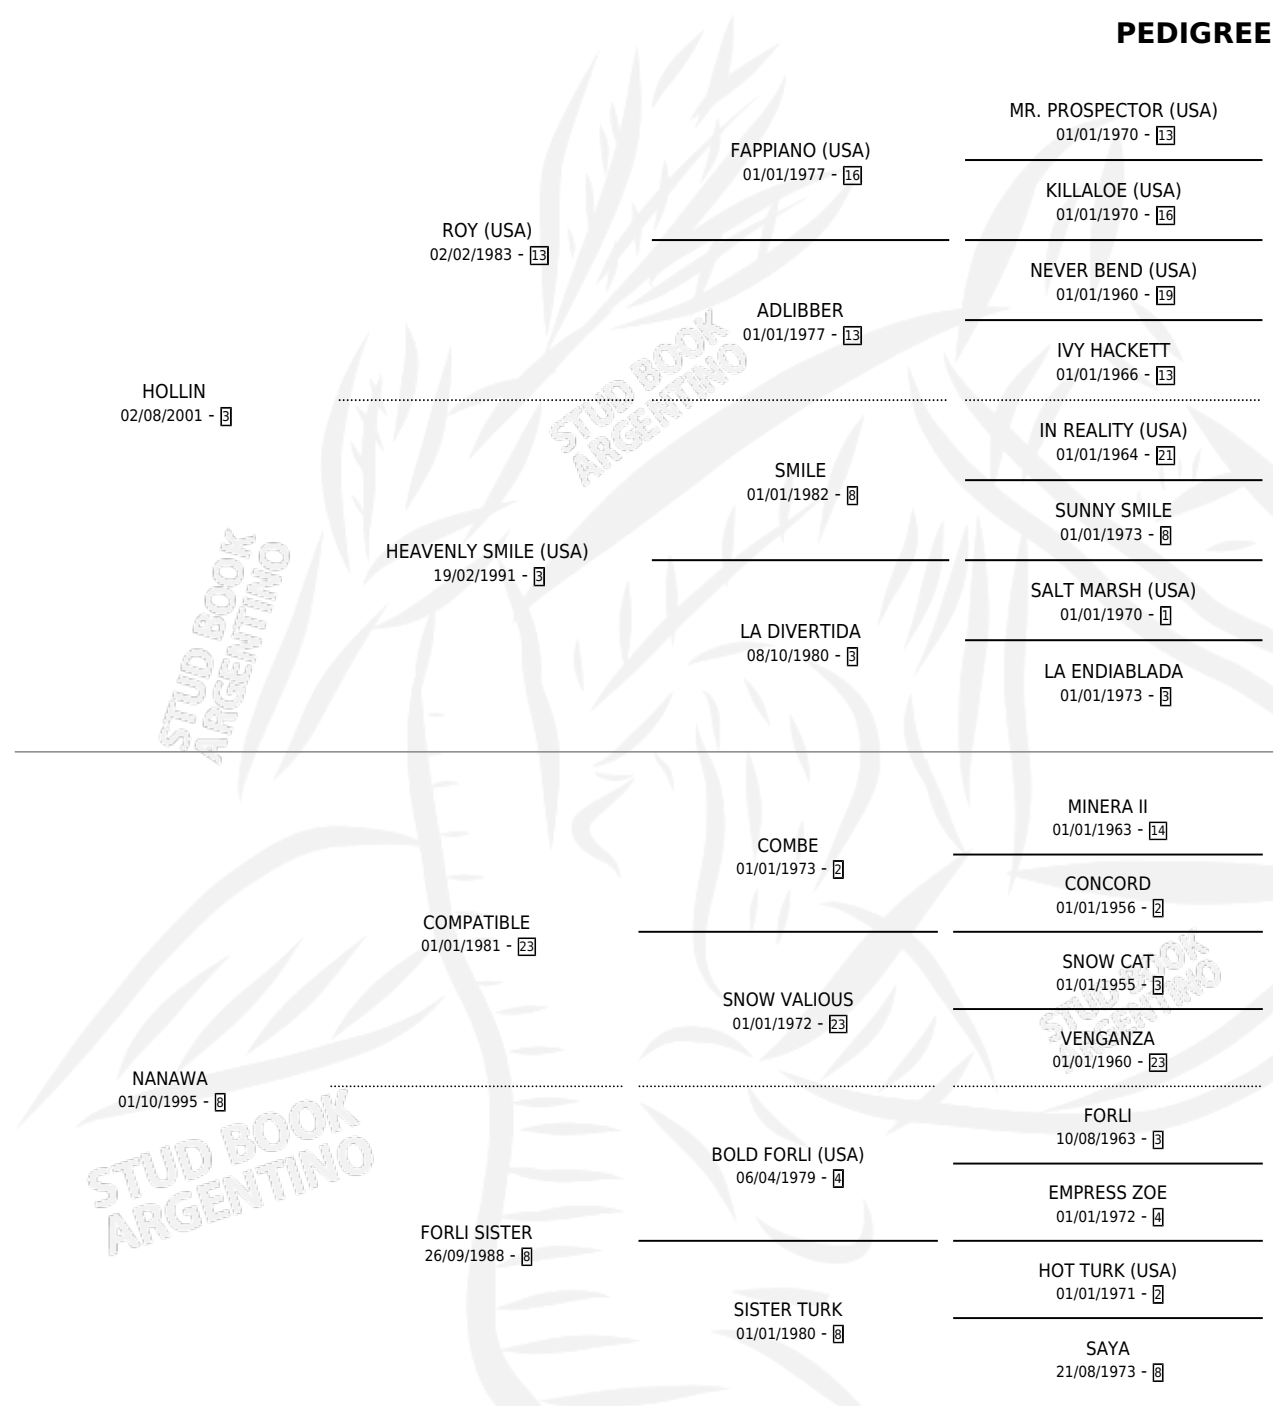 PEDIGREE
MR. PROSPECTOR (USA)
01/01/1970 - 13
FAPPIANO (USA)
01/01/1977 - 16
KILLALOE (USA)
01/01/1970 - 16
ROY (USA)
02/02/1983 - 13
NEVER BEND (USA)
01/01/1960 - 19
ADLIBBER
01/01/1977 - 13
IVY HACKETT
01/01/1966 - 13
HOLLIN
02/08/2001 - 3
IN REALITY (USA)
01/01/1964 - 21
SMILE
01/01/1982 - 8
SUNNY SMILE
01/01/1973 - 8
HEAVENLY SMILE (USA)
19/02/1991 - 3
SALT MARSH (USA)
01/01/1970 - 1
LA DIVERTIDA
08/10/1980 - 3
LA ENDIABLADA
01/01/1973 - 3
MINERA II
01/01/1963 - 14
COMBE
01/01/1973 - 2
CONCORD
01/01/1956 - 2
COMPATIBLE
01/01/1981 - 23
SNOW CAT
01/01/1955 - 3
SNOW VALIOUS
01/01/1972 - 23
VENGANZA
01/01/1960 - 23
NANAWA
01/10/1995 - 8
FORLI
10/08/1963 - 3
BOLD FORLI (USA)
06/04/1979 - 4
EMPRESS ZOE
01/01/1972 - 4
FORLI SISTER
26/09/1988 - 8
HOT TURK (USA)
01/01/1971 - 2
SISTER TURK
01/01/1980 - 8
SAYA
21/08/1973 - 8
STUD BOOK
ARGENTINO
STUD BOOK
ARGENTINO
STUD BOOK
ARGENTINO
STUD BOOK
ARGENTINO